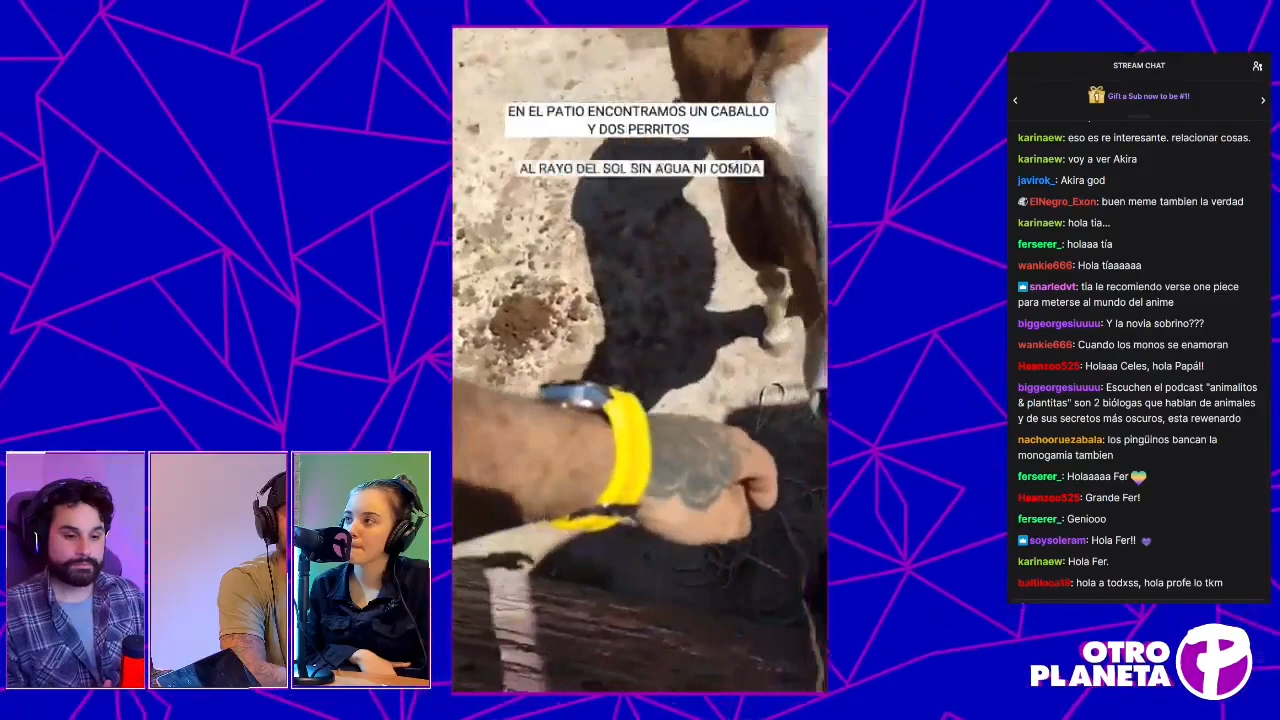 EN EL PATIO ENCONTRAMOS UN CABALLO
Y DOS PERRITOS
AL RAYO DEL SOL SIN AGUA NI COMIDA
STREAM CHAT
Gift a Sub now to be #1!
karinaew: eso es re interesante. relacionar cosas.
karinaew: voy a ver Akira
javirok_: Akira god
ElNegro_Exon: buen meme tambien la verdad
karinaew: hola tia...
ferserer_: holaaa tía
wankie666: Hola tíaaaaaa
snarledvt: tia le recomiendo verse one piece
para meterse al mundo del anime
biggeorgesiuuuu: Y la novia sobrino???
wankie666: Cuando los monos se enamoran
Haanzoo525: Holaaa Celes, hola Papá!!
biggeorgesiuuuu: Escuchen el podcast "animalitos
& plantitas" son 2 biólogas que hablan de animales
y de sus secretos más oscuros, esta rewenardo
nachooruezabala: los pingüinos bancan la
monogamia tambien
ferserer_: Holaaaaa Fer
Haanzoo525: Grande Fer!
ferserer_: Geniooo
soysoleram: Hola Fer!!
karinaew: Hola Fer.
: hola a todxss, hola profe lo tkm
OTRO
PLANETA